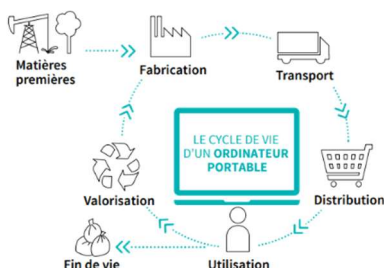 Matières
premières
Fabrication
Transport
LE CYCLE DE VIE
D'UN ORDINATEUR
PORTABLE
Valorisation
Distribution
Fin de vie
Utilisation